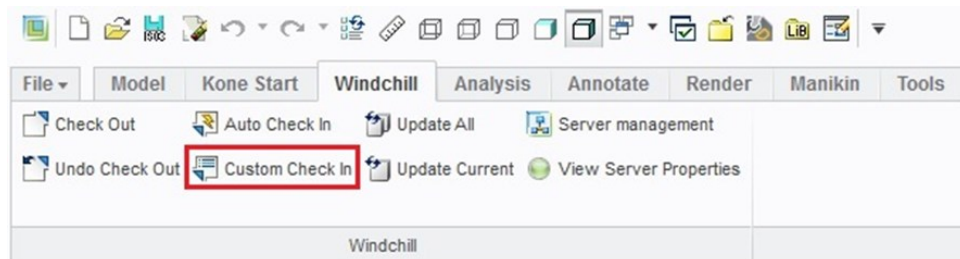 File Model Kone Start Windchill Analysis Annotate Render Manikin Tools
Check Out Auto Check In Update All Server management
Undo Check Out Custom Check In Update Current View Server Properties
Windchill